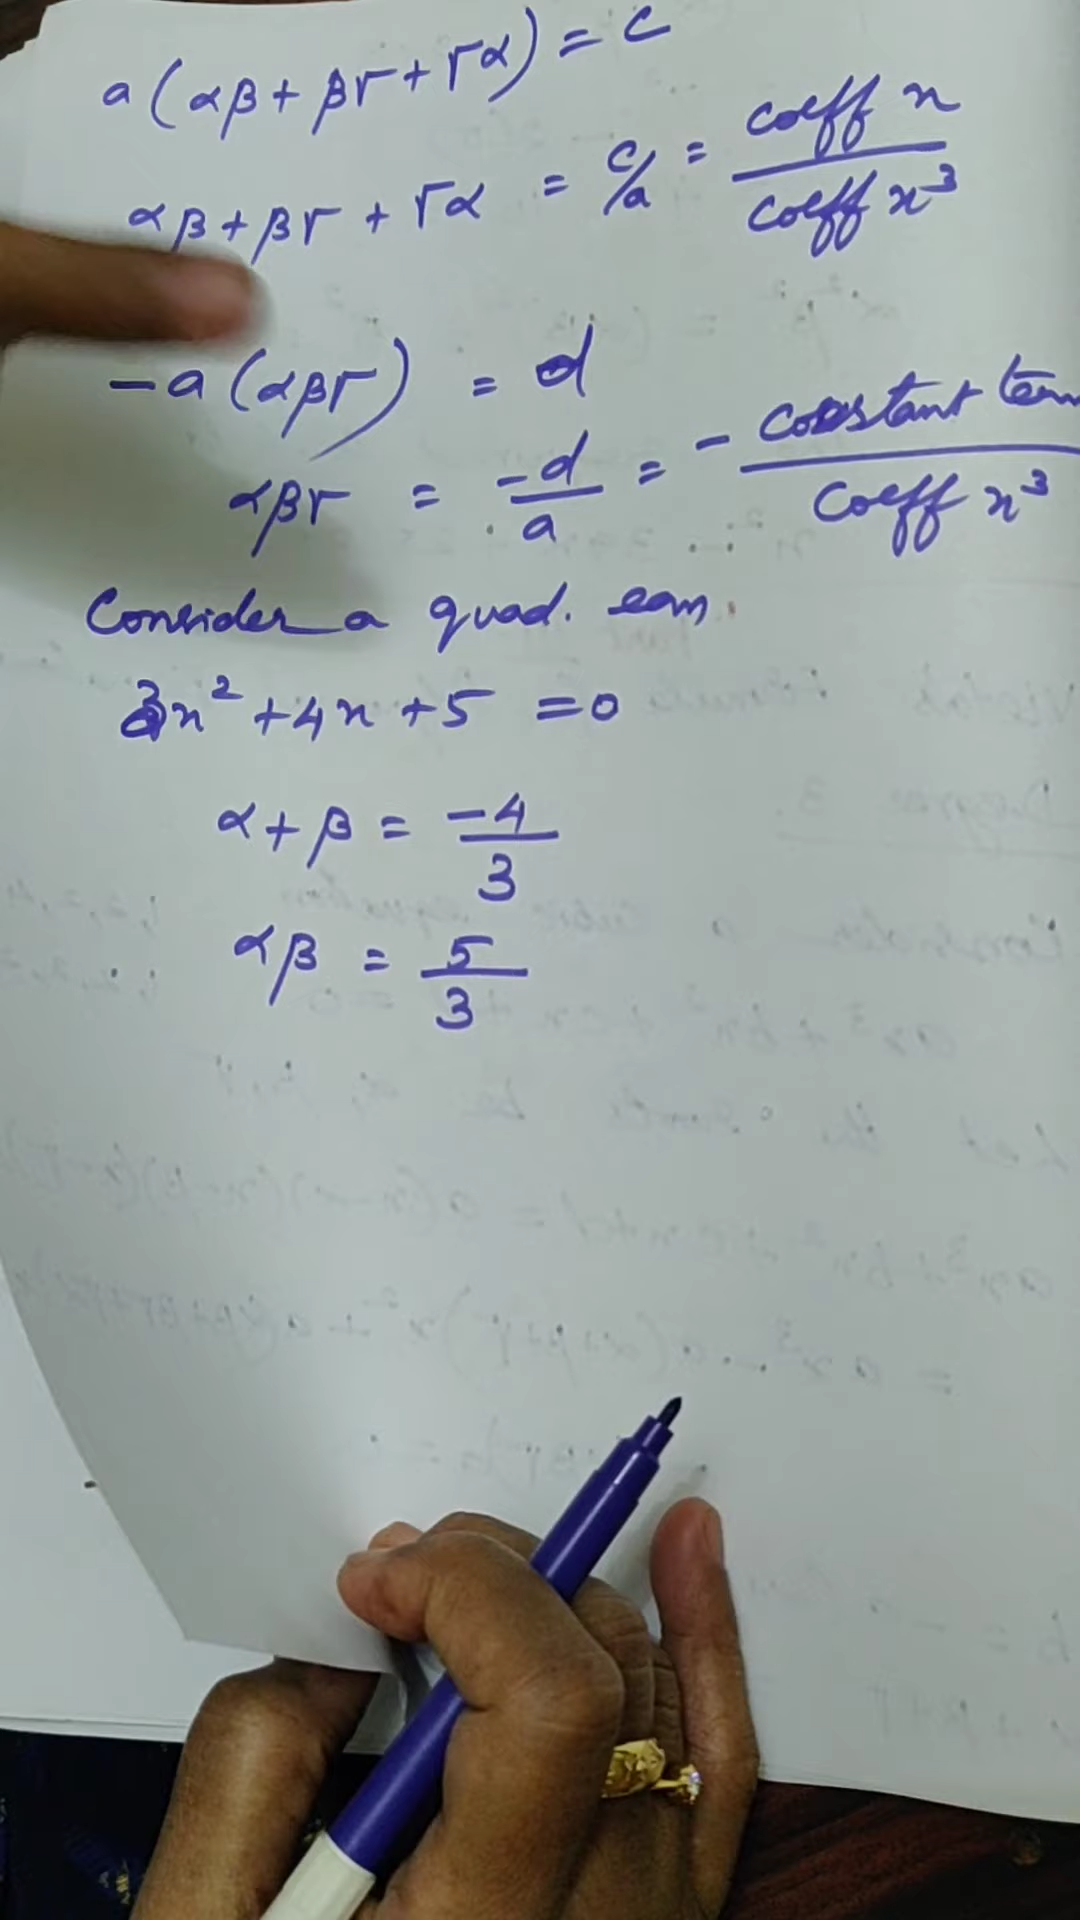 a(αβ + βγ + γα) = c
αβ + βγ + γα = c/a = coeff x / coeff x³
-a(αβγ) = d
αβγ = -d/a = - constant term / coeff x³
Consider a quad. eqn.
3x² + 4x + 5 = 0
α + β = -4/3
αβ = 5/3